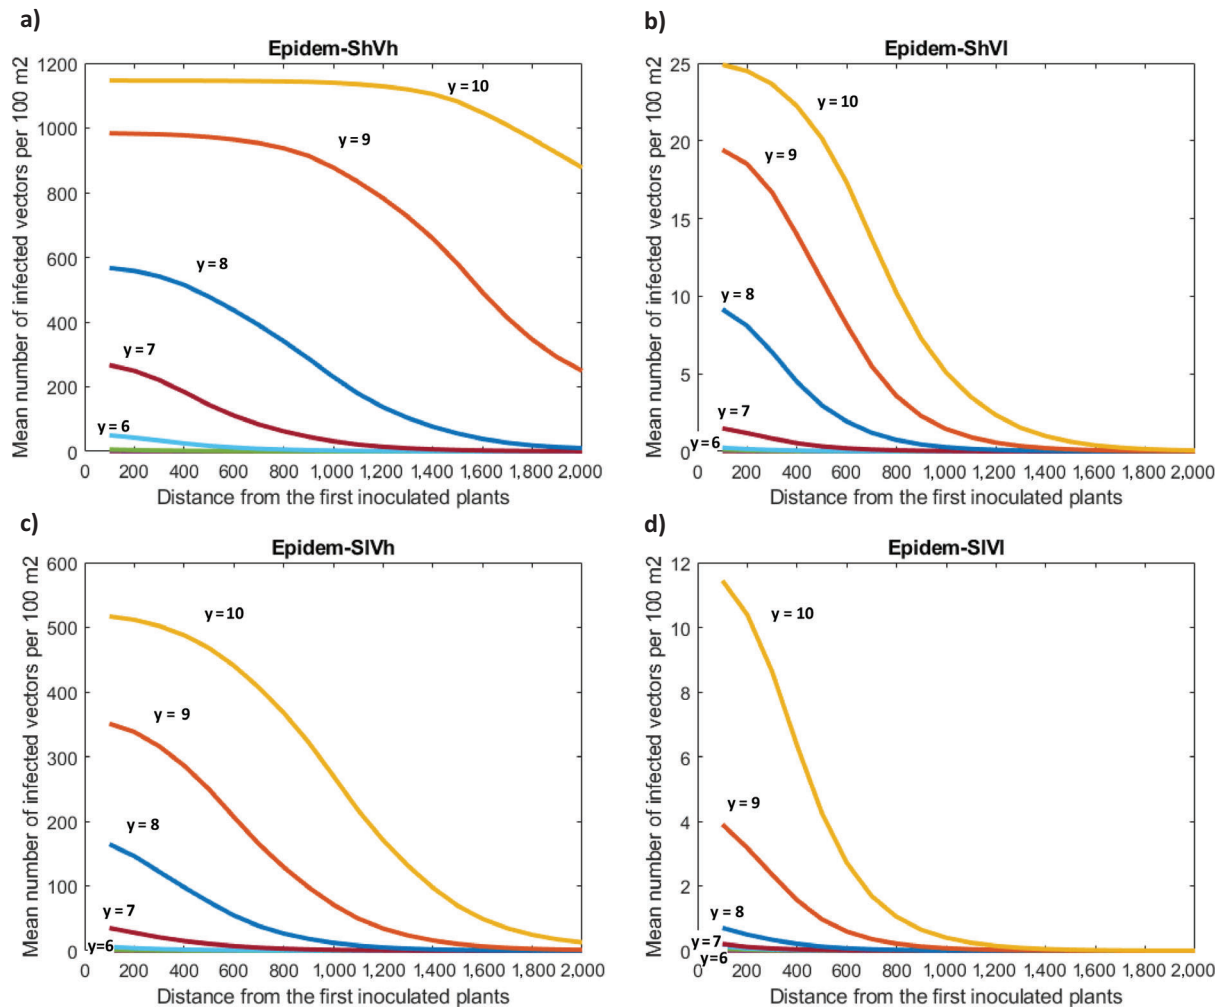 a)
Epidem-ShVh
Mean number of infected vectors per 100 m2
1200
1000
800
600
400
200
0
y = 10
y = 9
y = 8
y = 7
y = 6
0 200 400 600 800 1,000 1,200 1,400 1,600 1,800 2,000
Distance from the first inoculated plants
b)
Epidem-ShVl
Mean number of infected vectors per 100 m2
25
20
15
10
5
0
y = 10
y = 9
y = 8
y = 7
y = 6
0 200 400 600 800 1,000 1,200 1,400 1,600 1,800 2,000
Distance from the first inoculated plants
c)
Epidem-SlVh
Mean number of infected vectors per 100 m2
600
500
400
300
200
100
0
y = 10
y = 9
y = 8
y = 7
y=6
0 200 400 600 800 1,000 1,200 1,400 1,600 1,800 2,000
Distance from the first inoculated plants
d)
Epidem-SlVl
Mean number of infected vectors per 100 m2
12
10
8
6
4
2
0
y = 10
y = 9
y = 8
y=7
y=6
0 200 400 600 800 1,000 1,200 1,400 1,600 1,800 2,000
Distance from the first inoculated plants